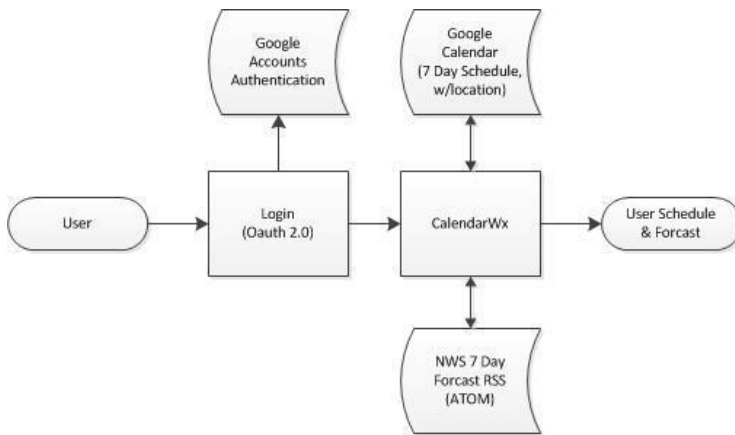 Google
Accounts
Authentication
Google
Calendar
(7 Day Schedule,
w/location)
User
Login
(Oauth 2.0)
CalendarWx
User Schedule
& Forcast
NWS 7 Day
Forcast RSS
(ATOM)